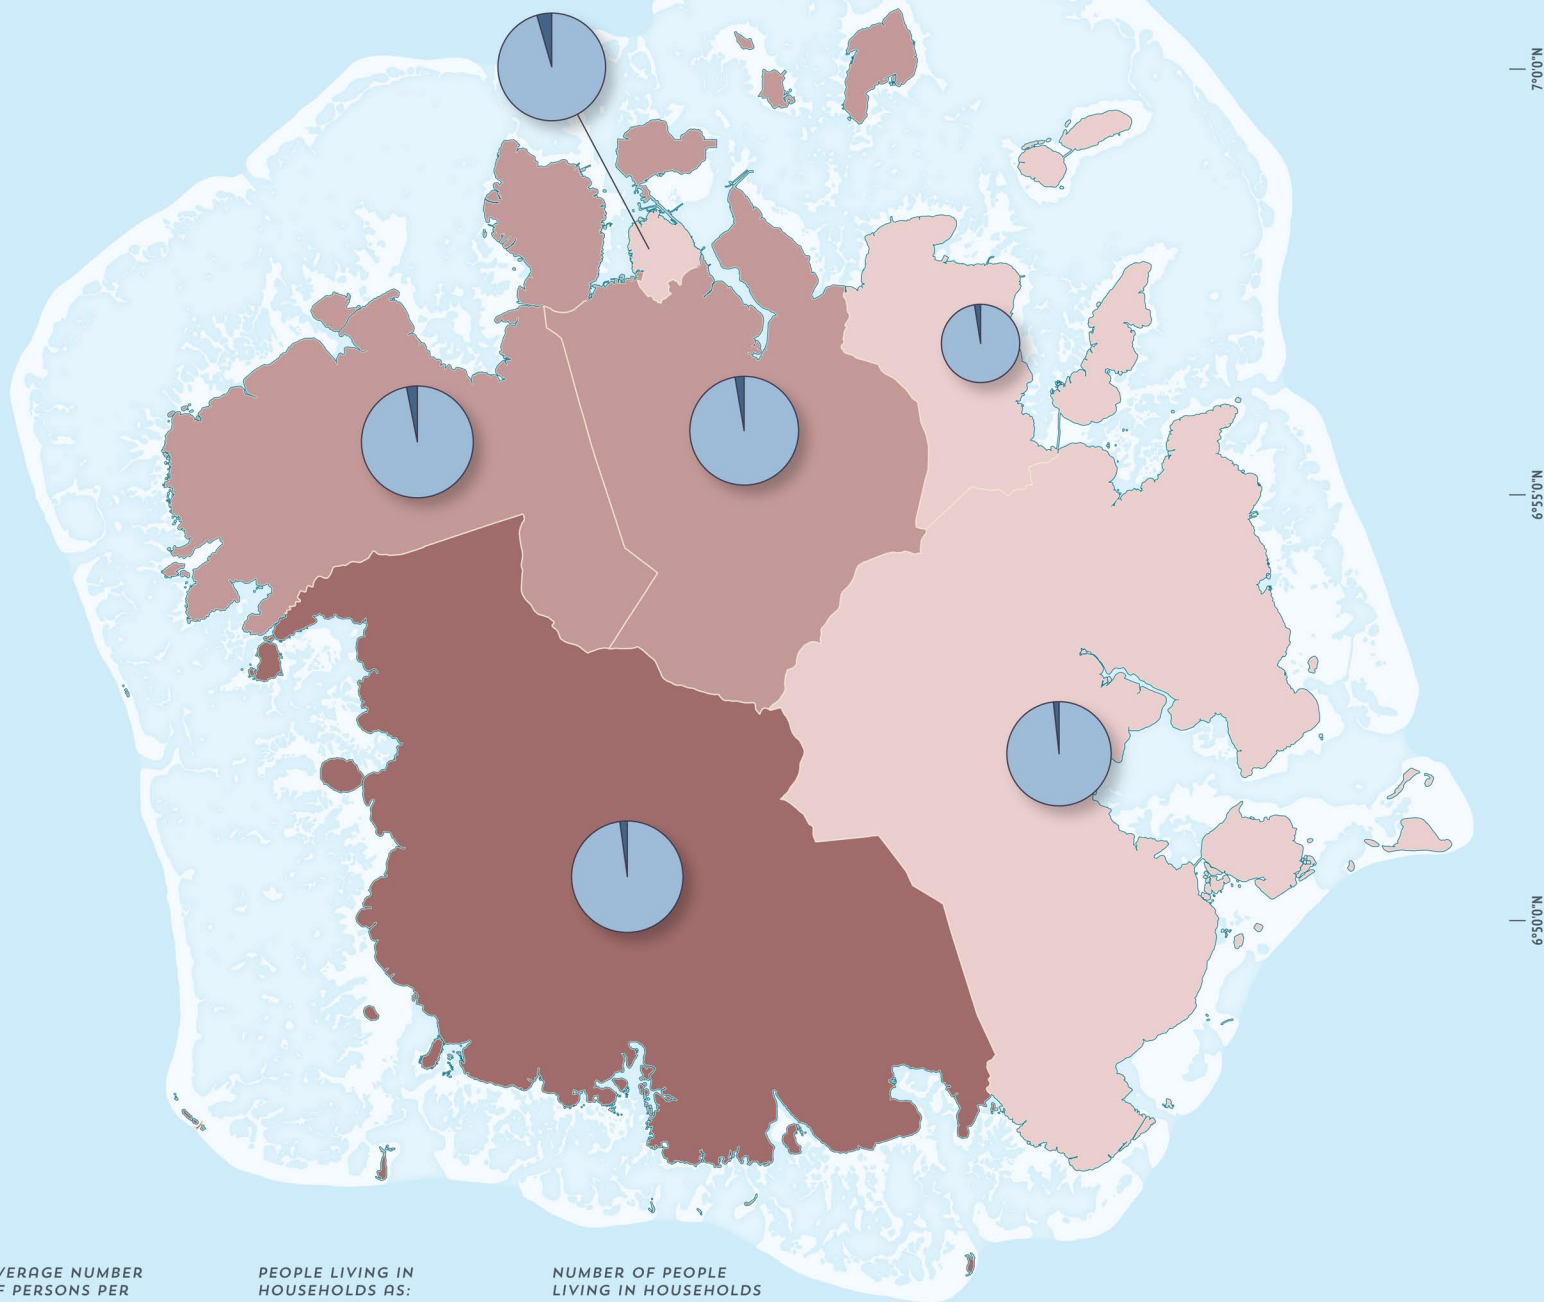 7°0'0"N
6°55'0"N
6°50'0"N
VERAGE NUMBER
F PERSONS PER
PEOPLE LIVING IN
HOUSEHOLDS AS:
NUMBER OF PEOPLE
LIVING IN HOUSEHOLDS